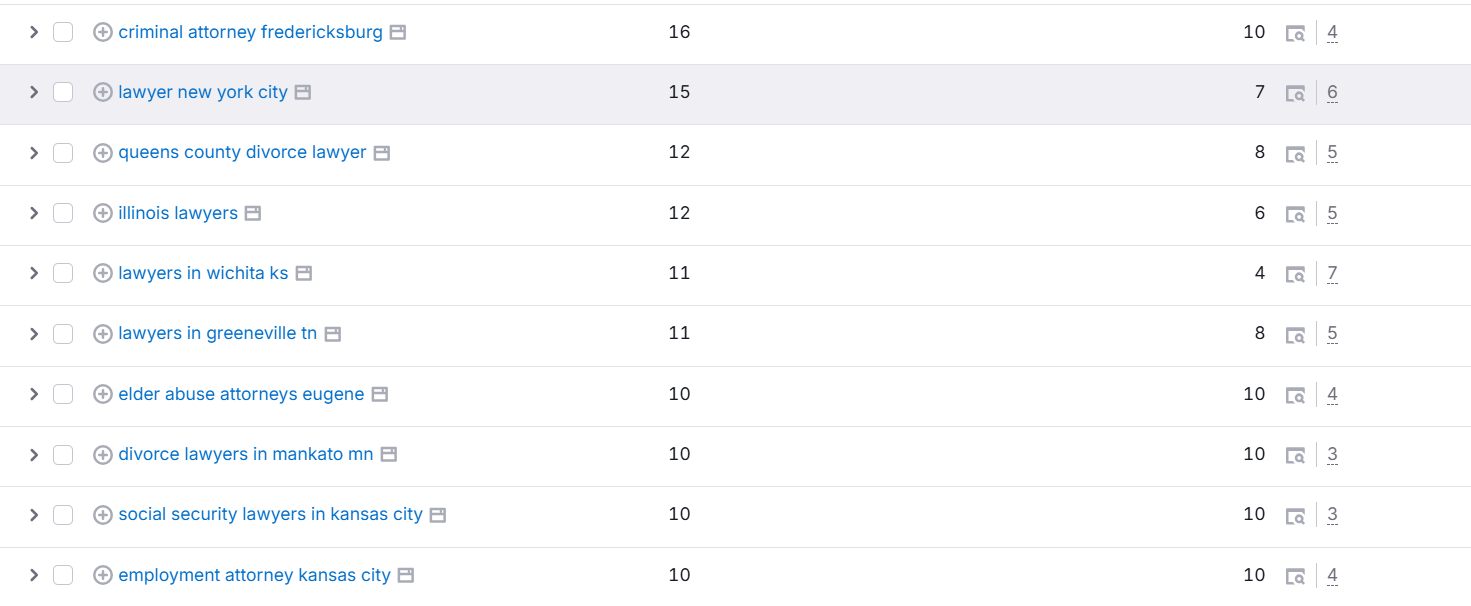 criminal attorney fredericksburg 16 10 4
lawyer new york city 15 7 6
queens county divorce lawyer 12 8 5
illinois lawyers 12 6 5
lawyers in wichita ks 11 4 7
lawyers in greeneville tn 11 8 5
elder abuse attorneys eugene 10 10 4
divorce lawyers in mankato mn 10 10 3
social security lawyers in kansas city 10 10 3
employment attorney kansas city 10 10 4